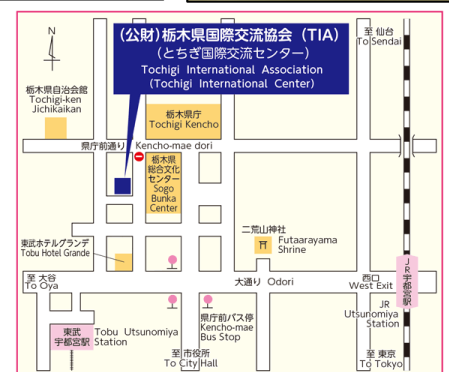 (公財)栃木県国際交流協会 (TIA)
(とちぎ国際交流センター)
Tochigi International Association
(Tochigi International Center)
至 仙台
To Sendai
N
栃木県自治会館
Tochigi-ken
Jichikaikan
栃木県庁
Tochigi Kencho
県庁前通り Kencho-mae dori
栃木県
総合文化
センター
Sogo
Bunka
Center
東武ホテルグランデ
Tobu Hotel Grande
二荒山神社
Futaarayama
Shrine
至 大谷
To Oya
大通り Odori
西口
West Exit
JR宇都宮駅
JR
Utsunomiya
Station
県庁前バス停
Kencho-mae
Bus Stop
東武
宇都宮駅
Tobu Utsunomiya
Station
至 市役所
To City Hall
至 東京
To Tokyo